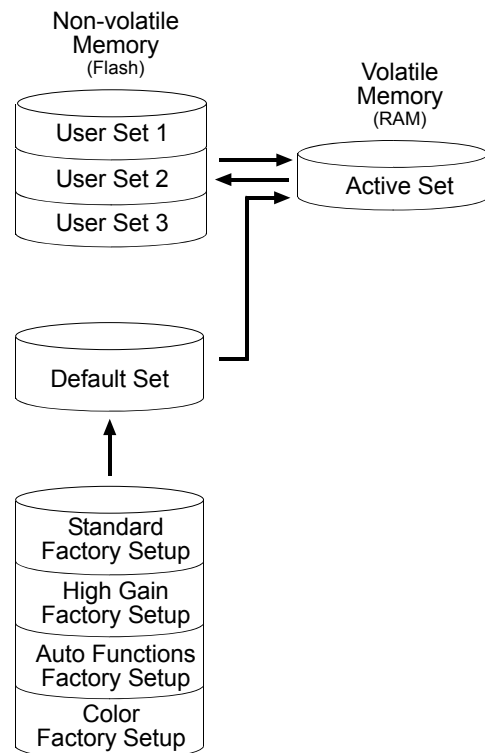 Non-volatile
Memory
(Flash)
User Set 1
User Set 2
User Set 3
Volatile
Memory
(RAM)
Active Set
Default Set
Standard
Factory Setup
High Gain
Factory Setup
Auto Functions
Factory Setup
Color
Factory Setup